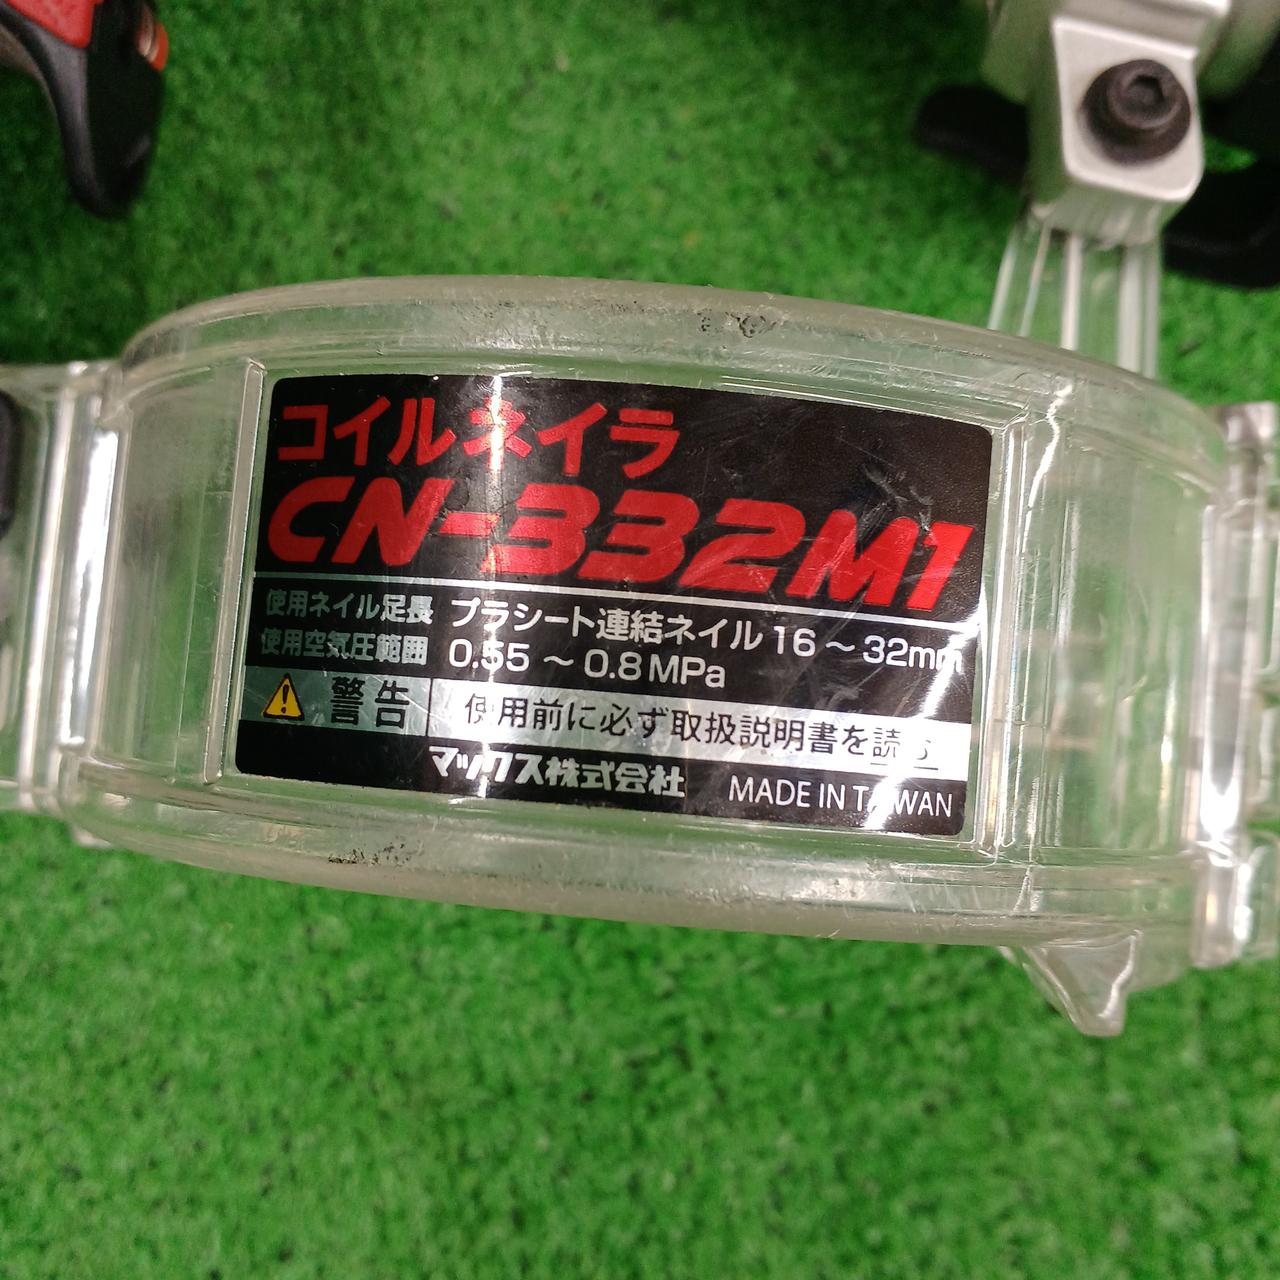 コイルネイラ
CN-332M1
使用ネイル足長 プラシート連結ネイル 16 ~ 32mm
使用空気圧範囲 0.55 ~ 0.8 MPa
警告 使用前に必ず取扱説明書を読む
マックス株式会社 MADE IN TAIWAN